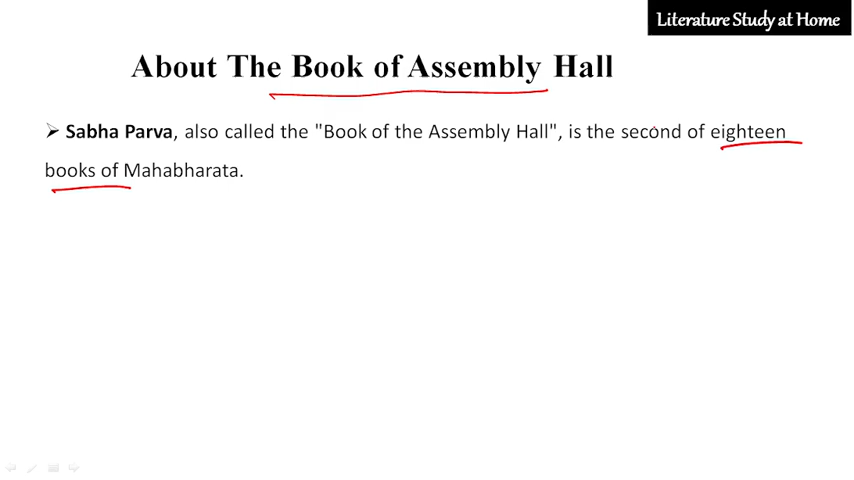 Literature Study at Home
About The Book of Assembly Hall
➢ Sabha Parva, also called the "Book of the Assembly Hall", is the second of eighteen
books of Mahabharata.